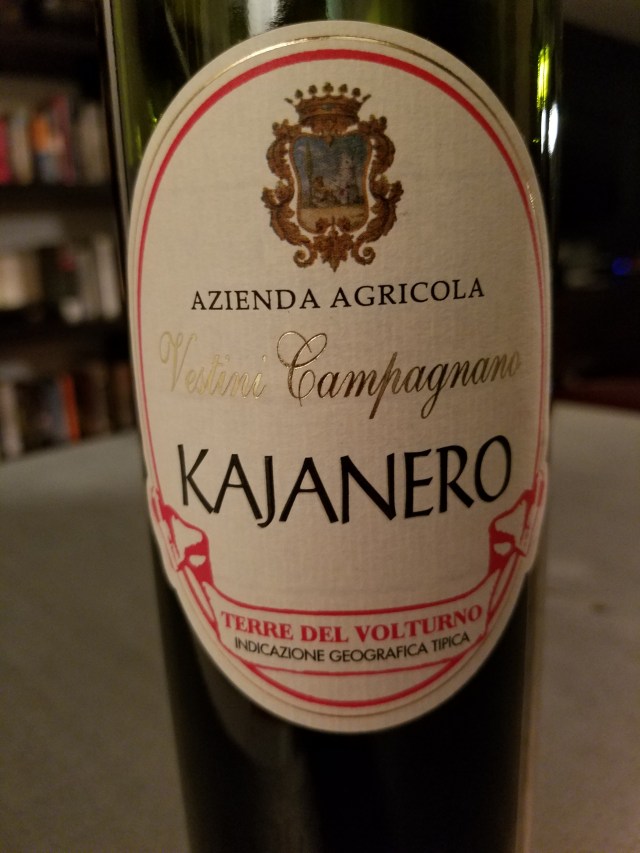 AZIENDA AGRICOLA
Vestini Campagnano
KAJANERO
TERRE DEL VOLTURNO
INDICAZIONE GEOGRAFICA TIPICA